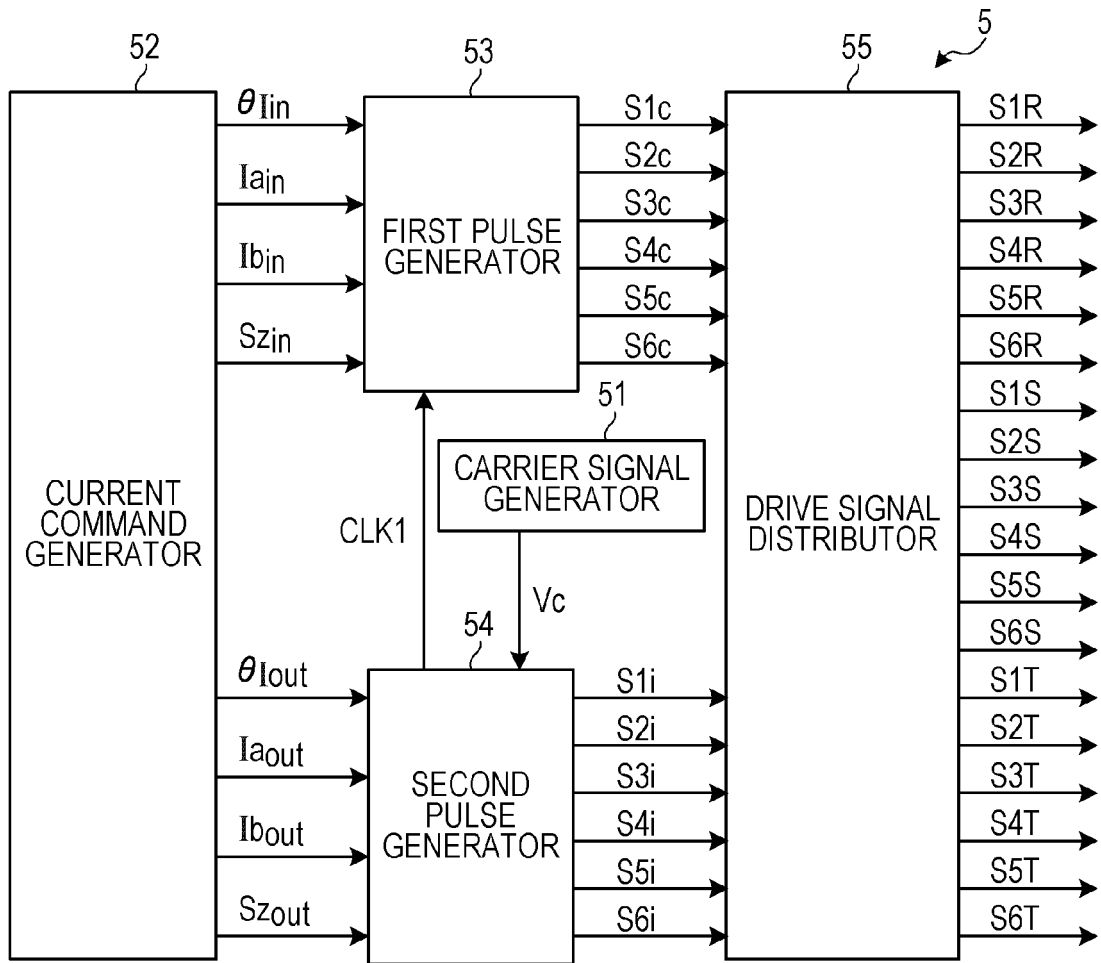 5
52
53
55
θIin
Iain
Ibin
Szin
FIRST PULSE
GENERATOR
S1c
S2c
S3c
S4c
S5c
S6c
51
CARRIER SIGNAL
GENERATOR
CURRENT
COMMAND
GENERATOR
CLK1
Vc
54
θIout
Iaout
Ibout
Szout
SECOND
PULSE
GENERATOR
S1i
S2i
S3i
S4i
S5i
S6i
DRIVE SIGNAL
DISTRIBUTOR
S1R
S2R
S3R
S4R
S5R
S6R
S1S
S2S
S3S
S4S
S5S
S6S
S1T
S2T
S3T
S4T
S5T
S6T